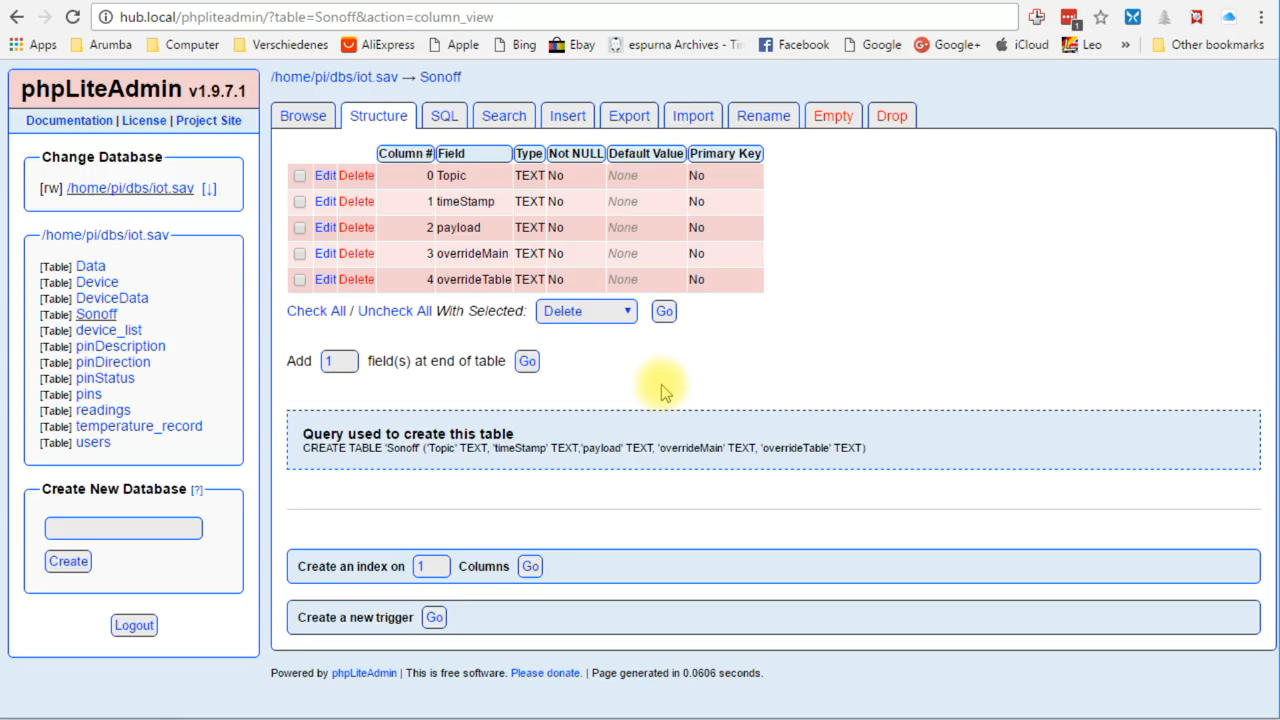 hub.local/phpliteadmin/?table=Sonoff&action=column_view
Apps Arumba Computer Verschiedenes AliExpress Apple Bing Ebay espurna Archives - Facebook Google Google+ iCloud Leo » Other bookmarks
phpLiteAdmin v1.9.7.1
Documentation | License | Project Site
Change Database
[rw] /home/pi/dbs/iot.sav [↓]
/home/pi/dbs/iot.sav
[Table] Data
[Table] Device
[Table] DeviceData
[Table] Sonoff
[Table] device_list
[Table] pinDescription
[Table] pinDirection
[Table] pinStatus
[Table] pins
[Table] readings
[Table] temperature_record
[Table] users
Create New Database [?]
Create
Logout
/home/pi/dbs/iot.sav → Sonoff
Browse Structure SQL Search Insert Export Import Rename Empty Drop
Column # Field Type Not NULL Default Value Primary Key
Edit Delete 0 Topic TEXT No None No
Edit Delete 1 timeStamp TEXT No None No
Edit Delete 2 payload TEXT No None No
Edit Delete 3 overrideMain TEXT No None No
Edit Delete 4 overrideTable TEXT No None No
Check All / Uncheck All With Selected: Delete Go
Add 1 field(s) at end of table Go
Query used to create this table
CREATE TABLE 'Sonoff' ('Topic' TEXT, 'timeStamp' TEXT,'payload' TEXT, 'overrideMain' TEXT, 'overrideTable' TEXT)
Create an index on 1 Columns Go
Create a new trigger Go
Powered by phpLiteAdmin | This is free software. Please donate. | Page generated in 0.0606 seconds.